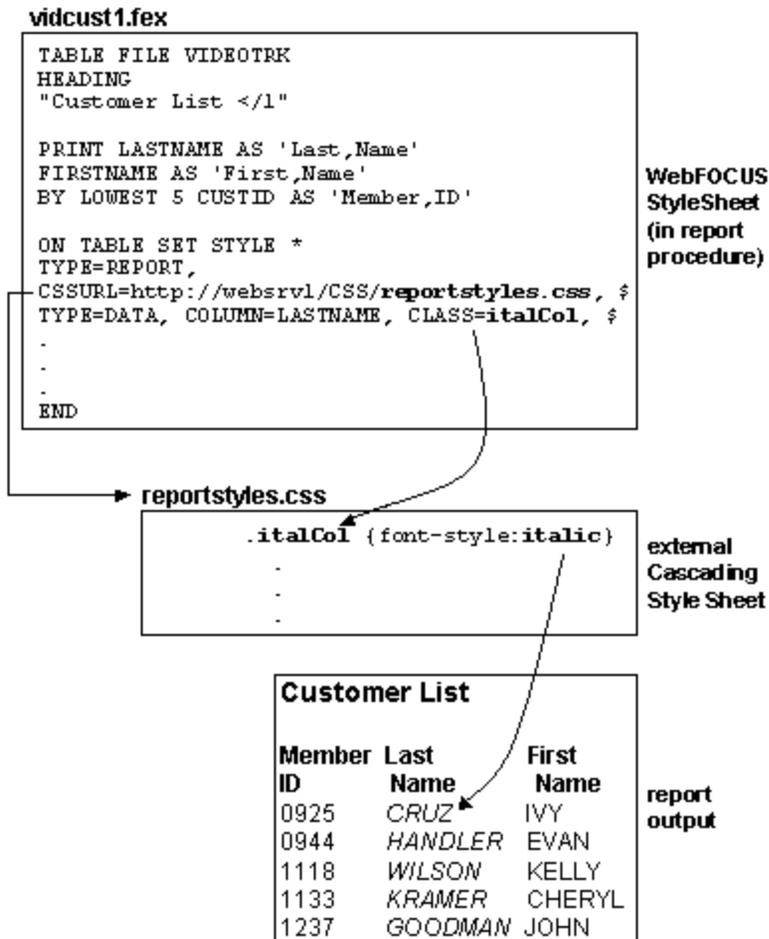 vidcust1.fex
TABLE FILE VIDEOTRK
HEADING
"Customer List </1"
PRINT LASTNAME AS 'Last,Name'
FIRSTNAME AS 'First,Name'
BY LOWEST 5 CUSTID AS 'Member,ID'
ON TABLE SET STYLE *
TYPE=REPORT,
CSSURL=http://websrv1/CSS/reportstyles.css, $
TYPE=DATA, COLUMN=LASTNAME, CLASS=italCol, $
.
.
.
END
WebFOCUS
StyleSheet
(in report
procedure)
reportstyles.css
.italCol {font-style:italic}
.
.
.
external
Cascading
Style Sheet
Customer List
Member Last First
ID Name Name
0925 CRUZ IVY
0944 HANDLER EVAN
1118 WILSON KELLY
1133 KRAMER CHERYL
1237 GOODMAN JOHN
report
output